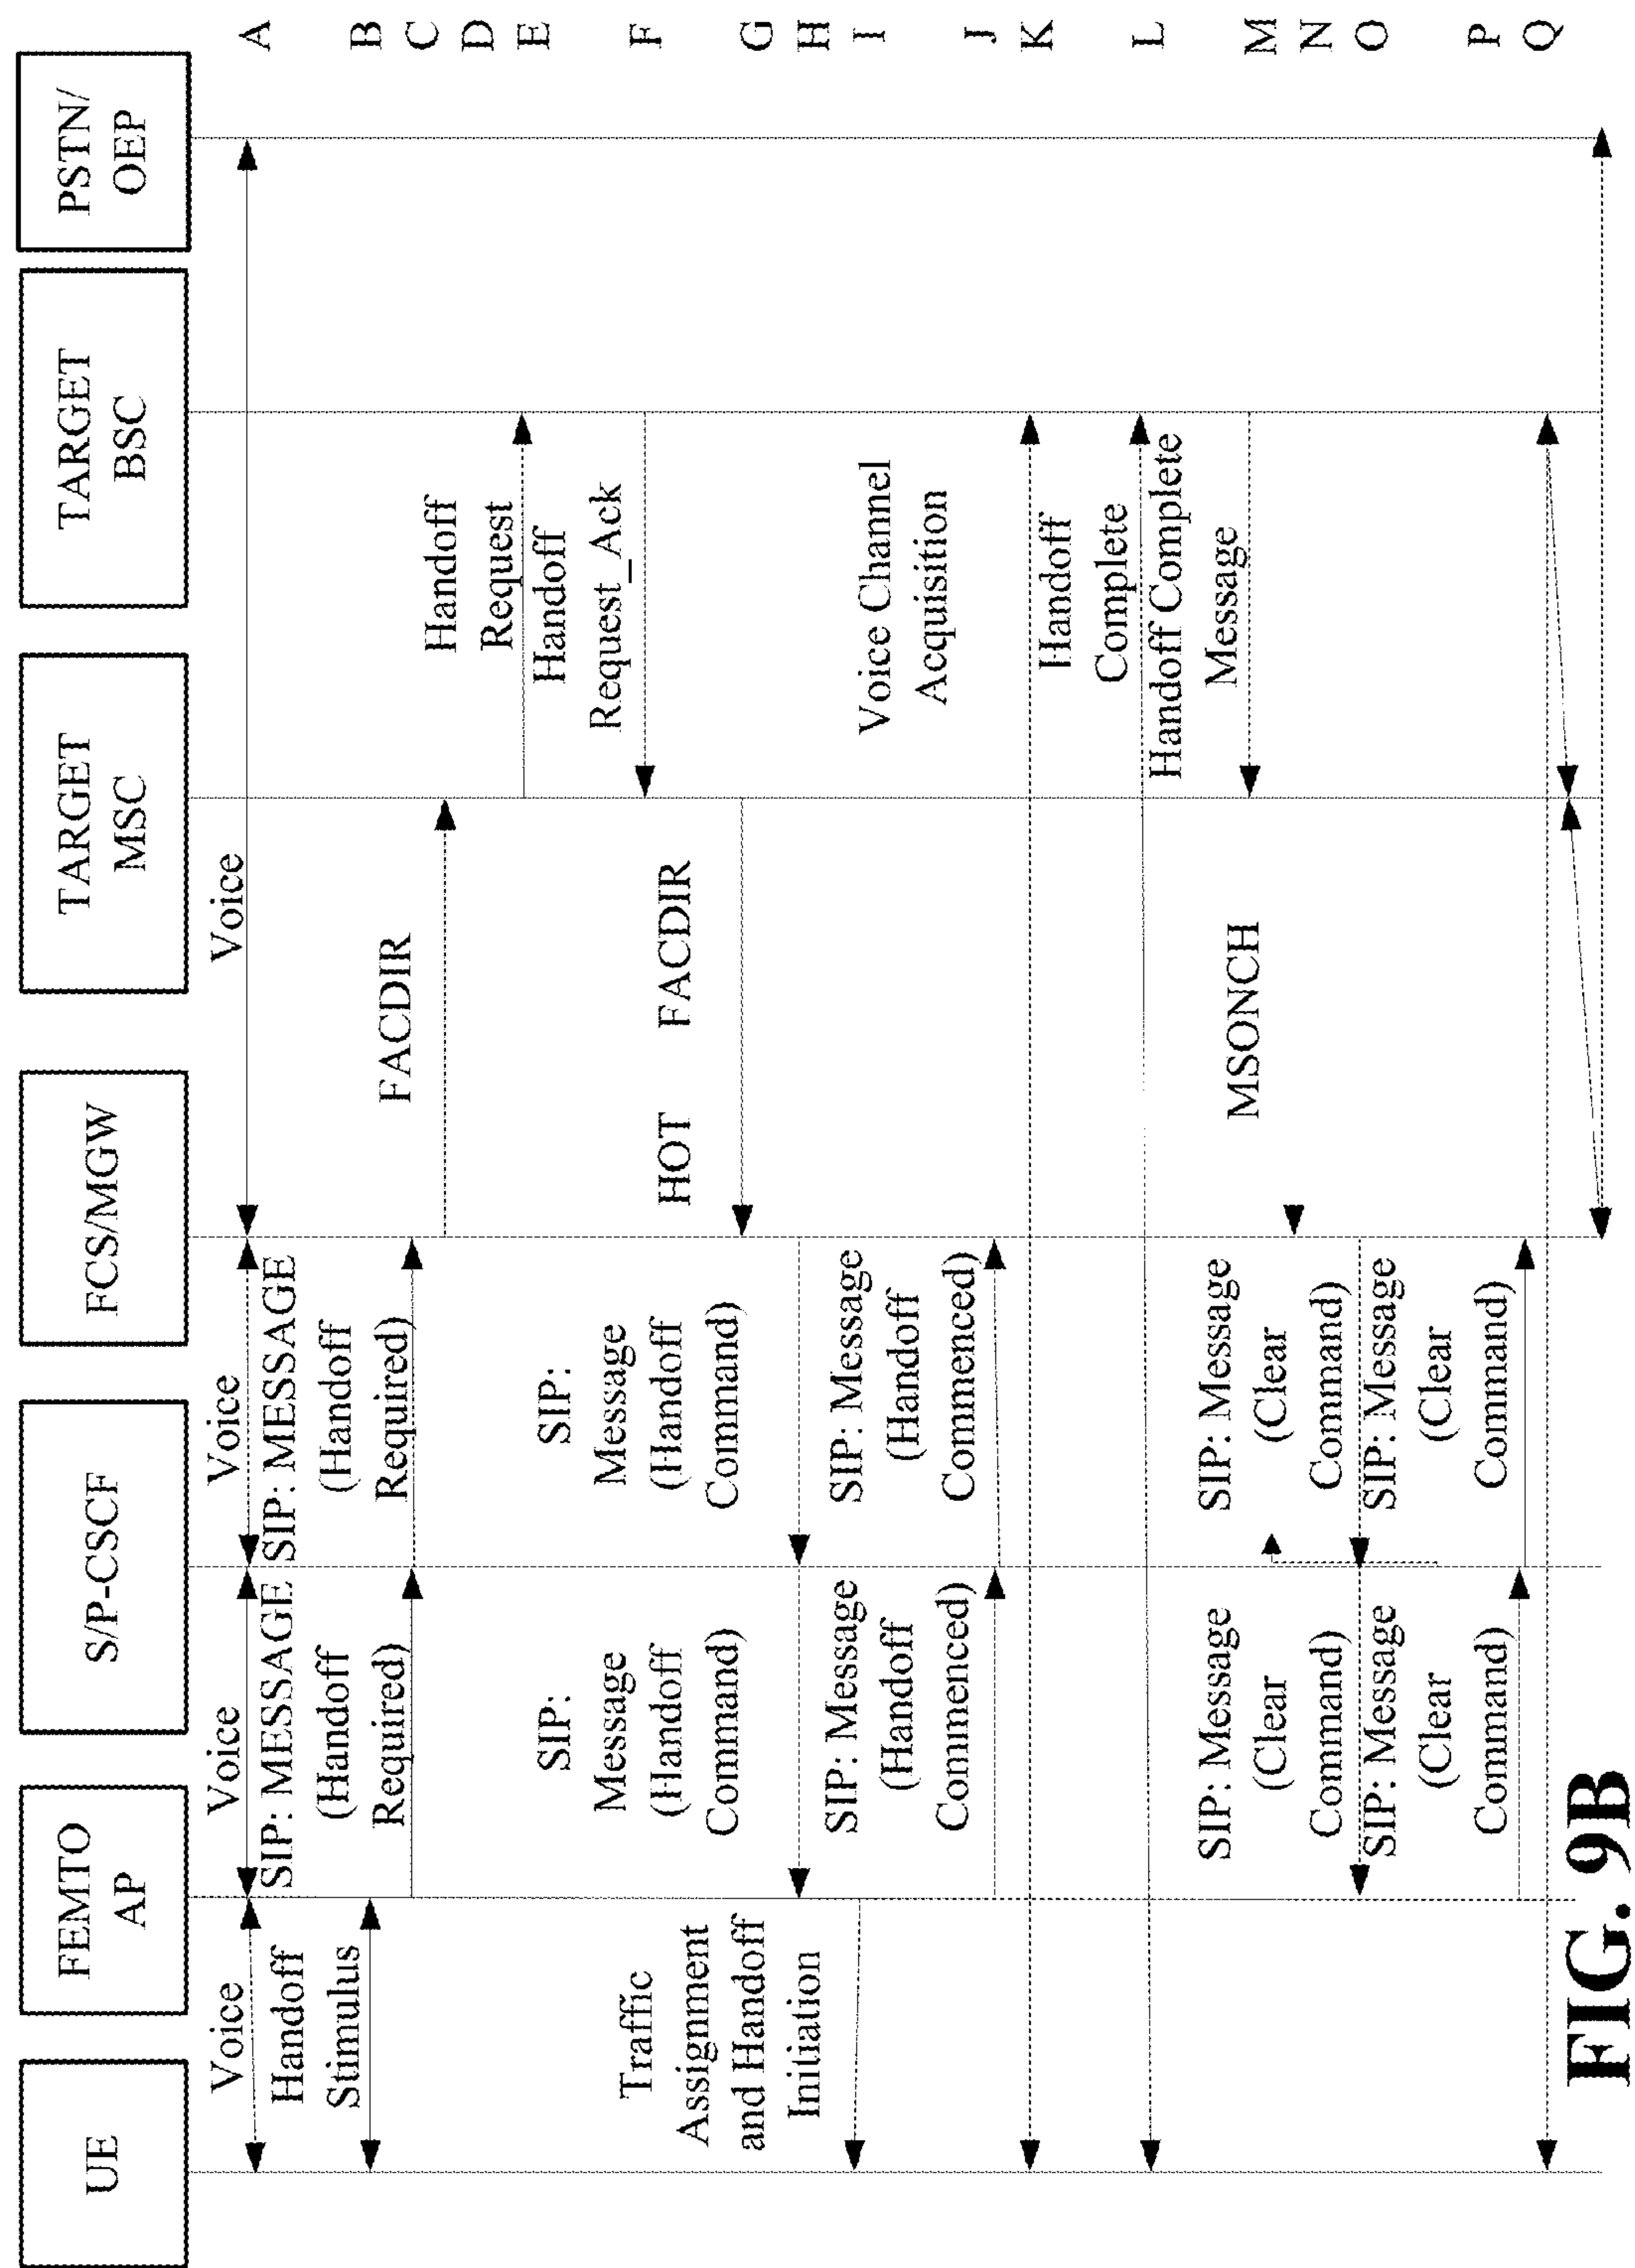 UE
FEMTO
AP
S/P-CSCF
FCS/MGW
TARGET
MSC
TARGET
BSC
PSTN/
OEP
Voice
Voice
Voice
Voice
A
Handoff
Stimulus
B
SIP: MESSAGE
(Handoff
Required)
SIP: MESSAGE
(Handoff
Required)
C
FACDIR
D
Handoff
Request
E
Handoff
Request_Ack
F
HOT FACDIR
G
SIP:
Message
(Handoff
Command)
SIP:
Message
(Handoff
Command)
H
Traffic
Assignment
and Handoff
Initiation
I
SIP: Message
(Handoff
Commenced)
SIP: Message
(Handoff
Commenced)
J
Voice Channel
Acquisition
K
Handoff
Complete
L
Handoff Complete
Message
M
MSONCH
N
SIP: Message
(Clear
Command)
SIP: Message
(Clear
Command)
O
SIP: Message
(Clear
Command)
SIP: Message
(Clear
Command)
P
Q
FIG. 9B